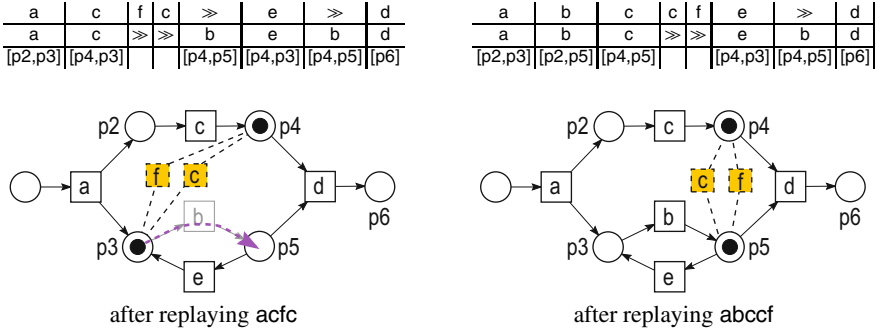 a c f c ≫ e ≫ d
a c ≫ ≫ b e b d
[p2,p3] [p4,p3] [p4,p5] [p4,p3] [p4,p5] [p6]
a b c c f e ≫ d
a b c ≫ ≫ e b d
[p2,p3] [p2,p5] [p4,p5] [p4,p3] [p4,p5] [p6]
p2 c p4
f c
a d
b p6
p3 p5
e
after replaying acfc
p2 c p4
c f
a d
b p6
p3 p5
e
after replaying abccf